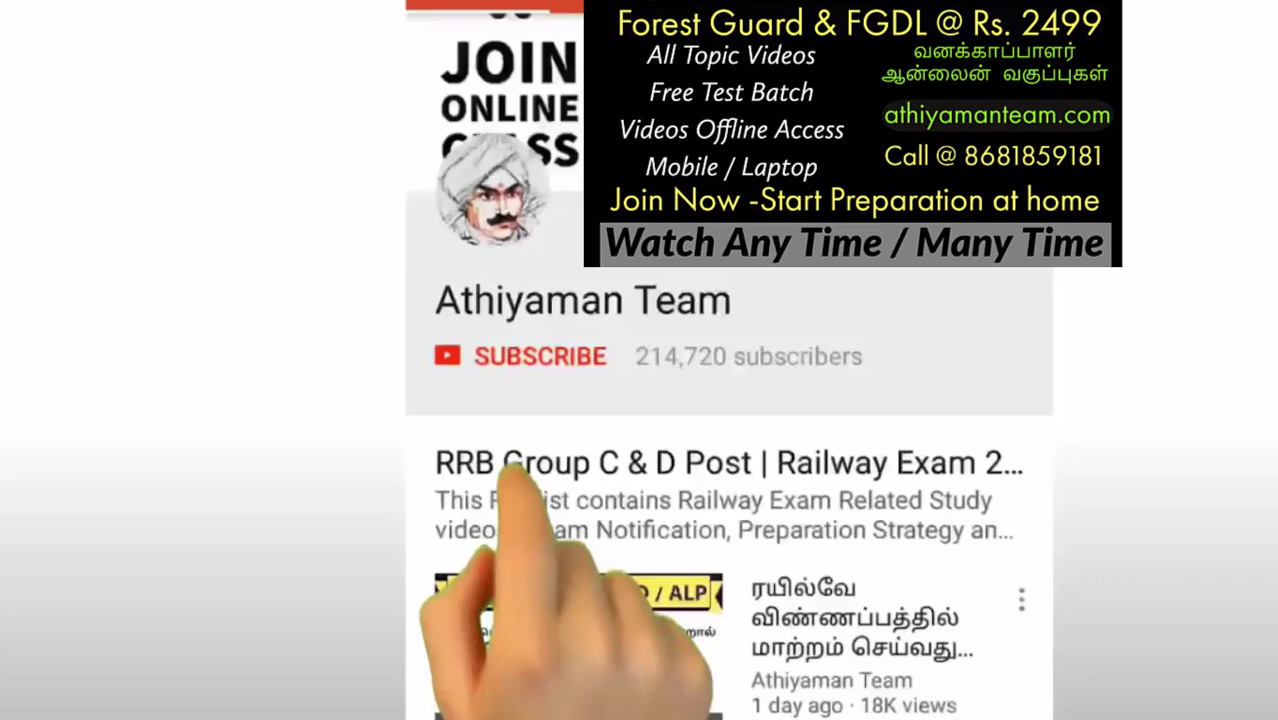 JOIN
ONLINE
CLASS
Forest Guard & FGDL @ Rs. 2499
All Topic Videos
Free Test Batch
Videos Offline Access
Mobile / Laptop
வனக்காப்பாளர்
ஆன்லைன் வகுப்புகள்
athiyamanteam.com
Call @ 8681859181
Join Now -Start Preparation at home
Watch Any Time / Many Time
Athiyaman Team
SUBSCRIBE 214,720 subscribers
RRB Group C & D Post | Railway Exam 2...
This contains Railway Exam Related Study
Notification, Preparation Strategy an...
/ ALP
ரயில்வே
விண்ணப்பத்தில்
மாற்றம் செய்வது...
Athiyaman Team
1 day ago · 18K views